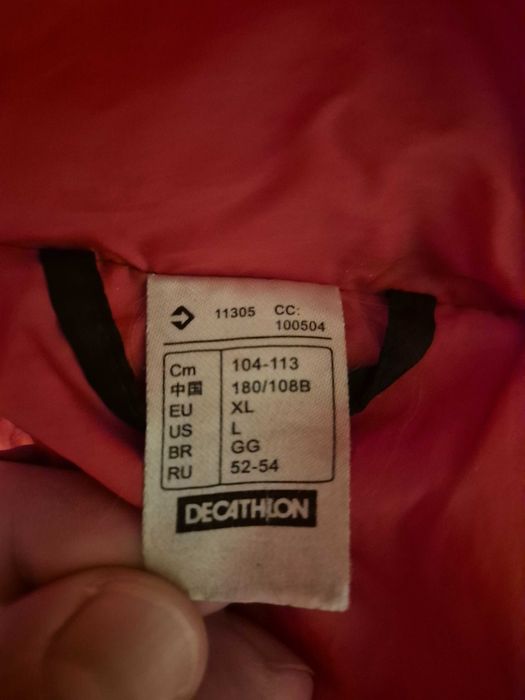 11305 CC:
100504
Cm 104-113
中国 180/108B
EU XL
US L
BR GG
RU 52-54
DECATHLON